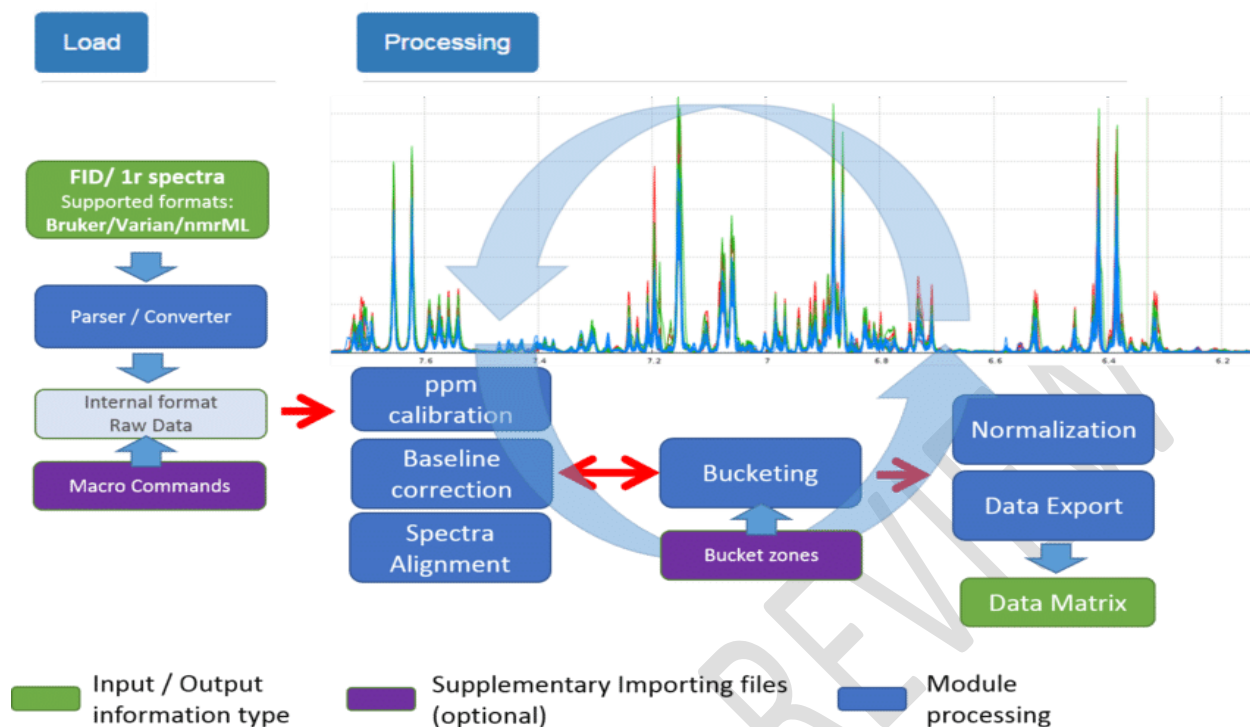 Load
Processing
FID/ 1r spectra
Supported formats:
Bruker/Varian/nmrML
Parser / Converter
Internal format
Raw Data
Macro Commands
7.6
7.4
7.2
7
6.8
6.6
6.4
6.2
ppm
calibration
Baseline
correction
Spectra
Alignment
Bucketing
Bucket zones
Normalization
Data Export
Data Matrix
REVIEW
Input / Output
information type
Supplementary Importing files
(optional)
Module
processing